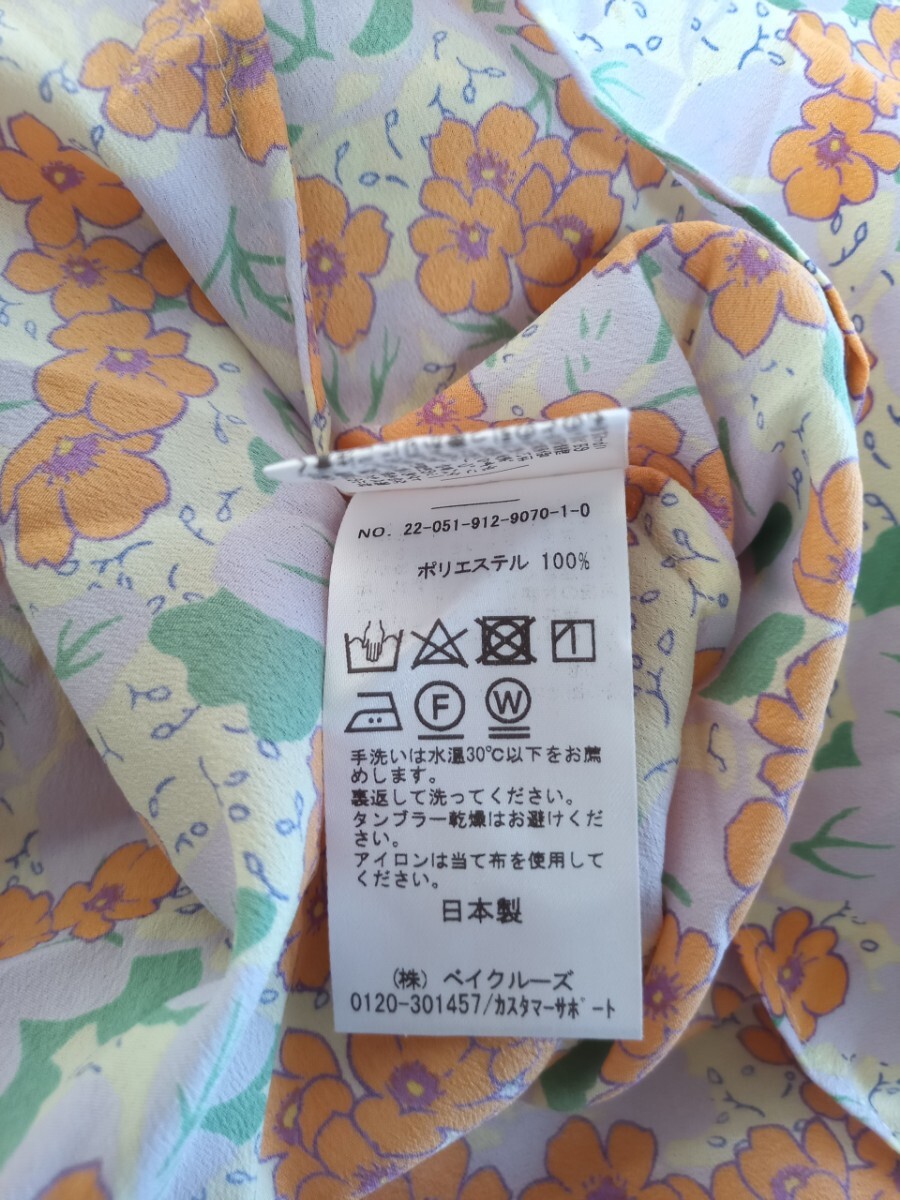 NO. 22-051-912-9070-1-0
ポリエステル 100%
F
W
手洗いは水温30℃以下をお薦
めします。
裏返して洗ってください。
タンブラー乾燥はお避けくだ
さい。
アイロンは当て布を使用して
ください。
日本製
(株) ベイクルーズ
0120-301457/カスタマーサポート